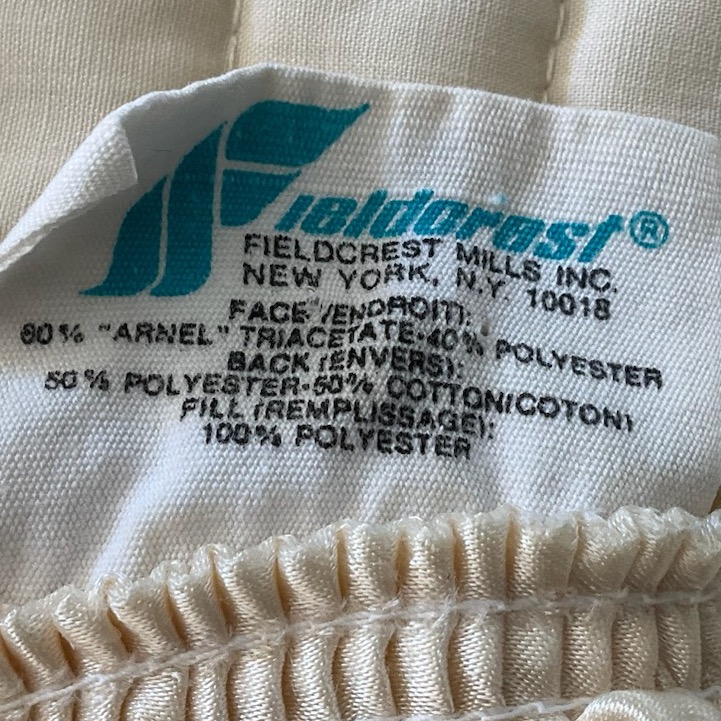 Fieldcrest®
FIELDCREST MILLS INC.
NEW YORK, N.Y. 10018
FACE (ENDROIT):
60% "ARNEL" TRIACETATE-40% POLYESTER
BACK (ENVERS):
50% POLYESTER-50% COTTON(COTON)
FILL (REMPLISSAGE):
100% POLYESTER